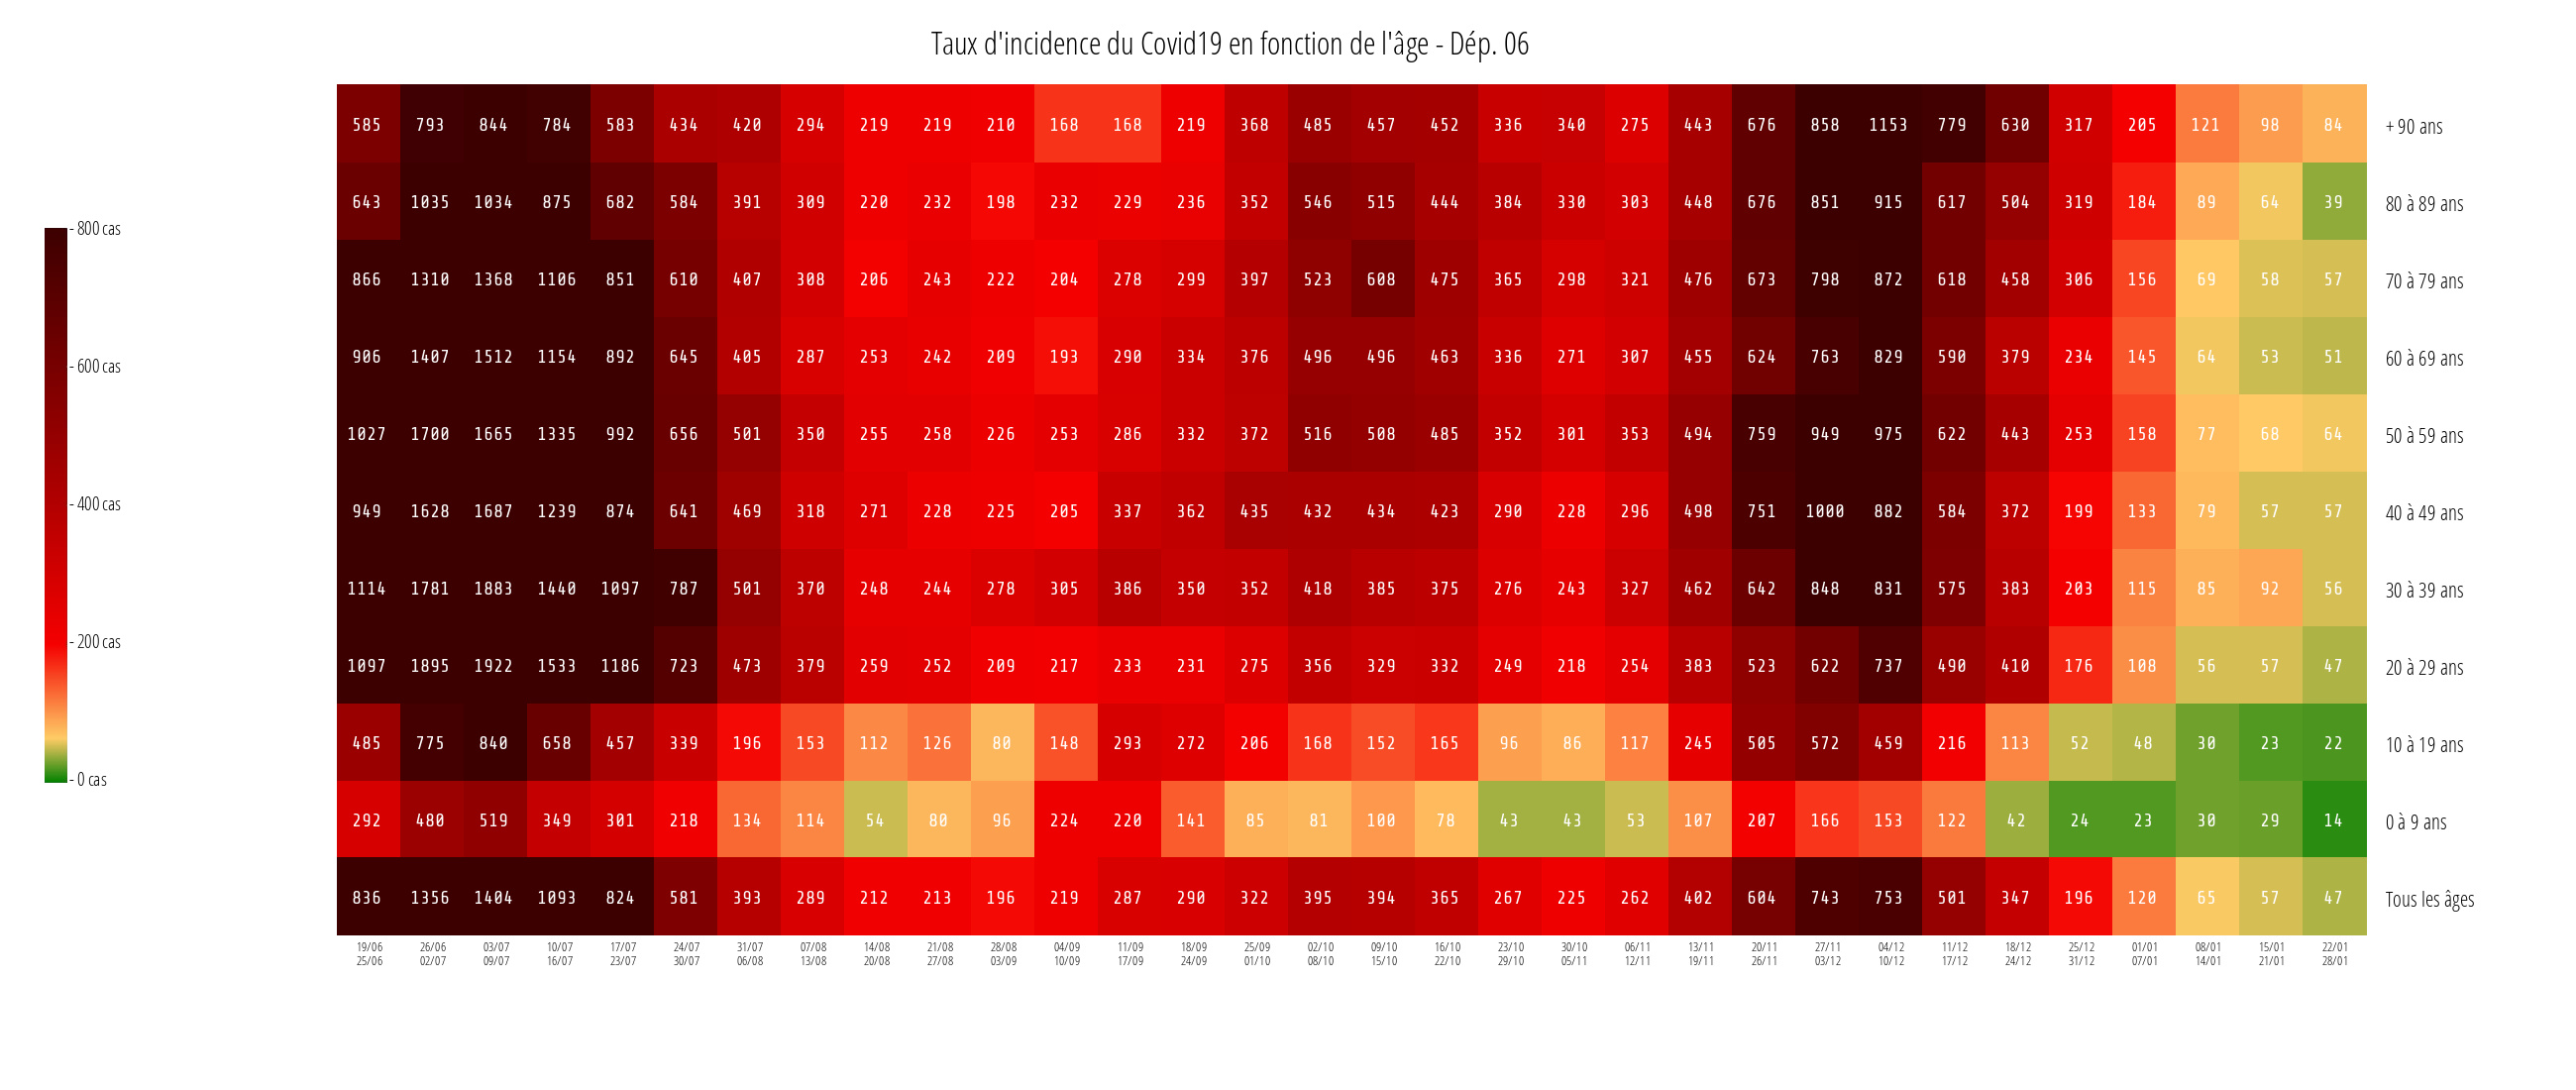 Taux d'incidence du Covid19 en fonction de l'âge - Dép. 06
- 800 cas
- 600 cas
- 400 cas
- 200 cas
- 0 cas
585 793 844 784 583 434 420 294 219 219 210 168 168 219 368 485 457 452 336 340 275 443 676 858 1153 779 630 317 205 121 98 84 + 90 ans
643 1035 1034 875 682 584 391 309 220 232 198 232 229 236 352 546 515 444 384 330 303 448 676 851 915 617 504 319 184 89 64 39 80 à 89 ans
866 1310 1368 1106 851 610 407 308 206 243 222 204 278 299 397 523 608 475 365 298 321 476 673 798 872 618 458 306 156 69 58 57 70 à 79 ans
906 1407 1512 1154 892 645 405 287 253 242 209 193 290 334 376 496 496 463 336 271 307 455 624 763 829 590 379 234 145 64 53 51 60 à 69 ans
1027 1700 1665 1335 992 656 501 350 255 258 226 253 286 332 372 516 508 485 352 301 353 494 759 949 975 622 443 253 158 77 68 64 50 à 59 ans
949 1628 1687 1239 874 641 469 318 271 228 225 205 337 362 435 432 434 423 290 228 296 498 751 1000 882 584 372 199 133 79 57 57 40 à 49 ans
1114 1781 1883 1440 1097 787 501 370 248 244 278 305 386 350 352 418 385 375 276 243 327 462 642 848 831 575 383 203 115 85 92 56 30 à 39 ans
1097 1895 1922 1533 1186 723 473 379 259 252 209 217 233 231 275 356 329 332 249 218 254 383 523 622 737 490 410 176 108 56 57 47 20 à 29 ans
485 775 840 658 457 339 196 153 112 126 80 148 293 272 206 168 152 165 96 86 117 245 505 572 459 216 113 52 48 30 23 22 10 à 19 ans
292 480 519 349 301 218 134 114 54 80 96 224 220 141 85 81 100 78 43 43 53 107 207 166 153 122 42 24 23 30 29 14 0 à 9 ans
836 1356 1404 1093 824 581 393 289 212 213 196 219 287 290 322 395 394 365 267 225 262 402 604 743 753 501 347 196 120 65 57 47 Tous les âges
19/06 26/06 03/07 10/07 17/07 24/07 31/07 07/08 14/08 21/08 28/08 04/09 11/09 18/09 25/09 02/10 09/10 16/10 23/10 30/10 06/11 13/11 20/11 27/11 04/12 11/12 18/12 25/12 01/01 08/01 15/01 22/01
25/06 02/07 09/07 16/07 23/07 30/07 06/08 13/08 20/08 27/08 03/09 10/09 17/09 24/09 01/10 08/10 15/10 22/10 29/10 05/11 12/11 19/11 26/11 03/12 10/12 17/12 24/12 31/12 07/01 14/01 21/01 28/01